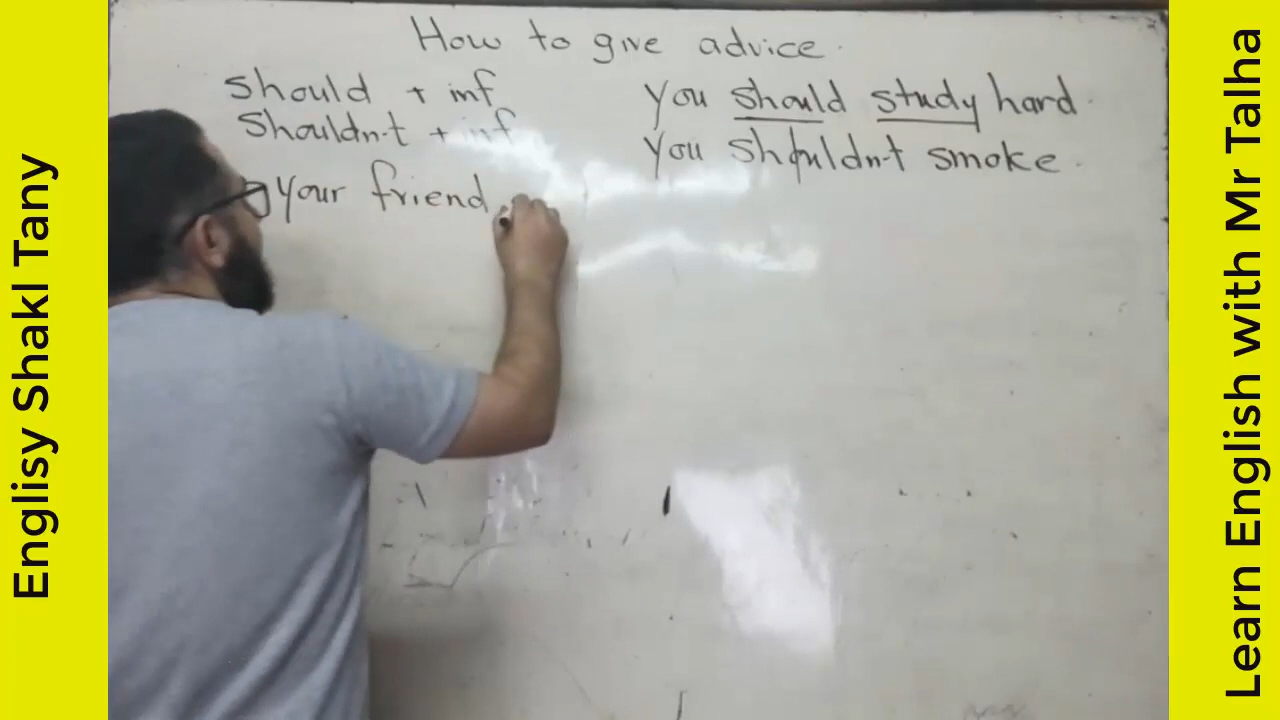 Englisy Shakl Tany
How to give advice.
should + inf
Shouldn't + inf
your friend
you should study hard.
you shouldn't smoke.
Learn English with Mr Talha